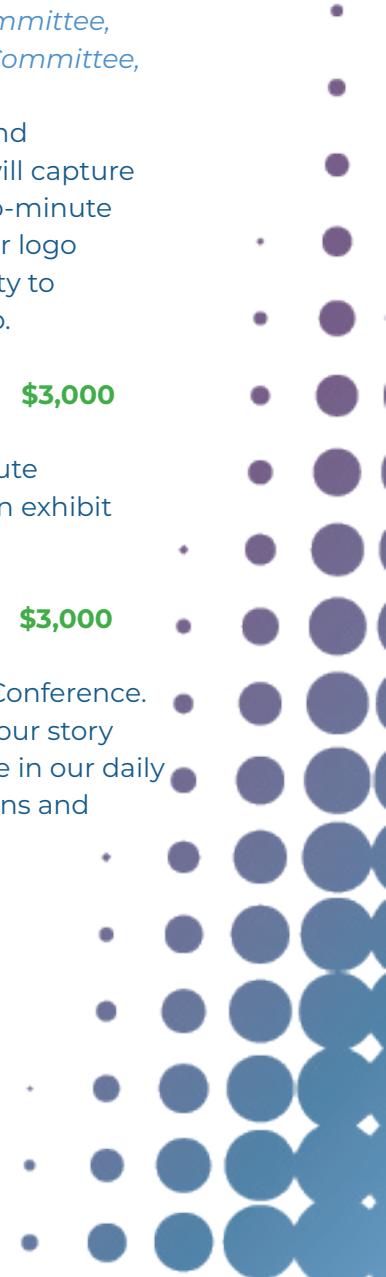 mmittee,
Committee,
nd
ill capture
o-minute
r logo
ty to
o.
$3,000
ute
n exhibit
$3,000
Conference.
our story
e in our daily
ns and